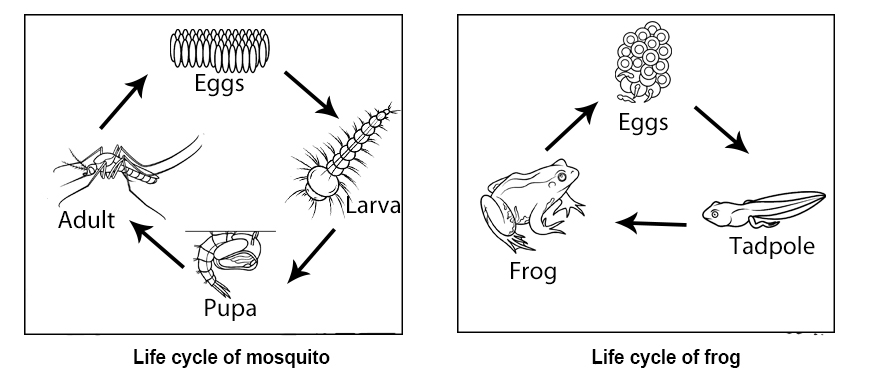 Eggs
Larva
Pupa
Adult
Life cycle of mosquito
Eggs
Tadpole
Frog
Life cycle of frog